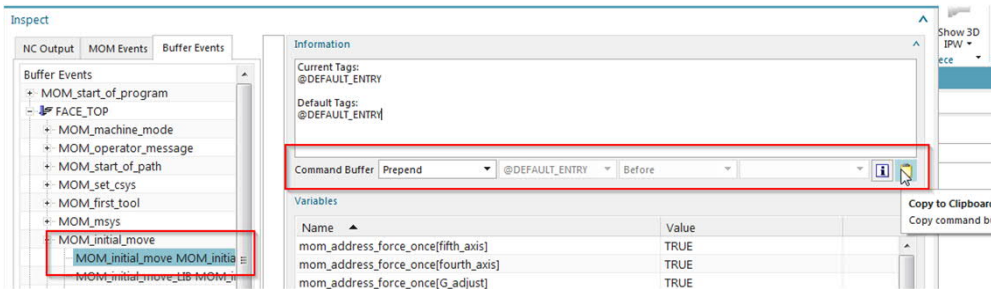 Inspect
Show 3D
IPW
NC Output MOM Events Buffer Events
Information
Buffer Events
Current Tags:
@DEFAULT_ENTRY
Default Tags:
@DEFAULT_ENTRY
MOM_start_of_program
FACE_TOP
MOM_machine_mode
MOM_operator_message
MOM_start_of_path
MOM_set_csys
MOM_first_tool
MOM_msys
MOM_initial_move
MOM_initial_move MOM_initia
MOM_initial_move_LIB MOM_i
Command Buffer Prepend @DEFAULT_ENTRY Before
Copy to Clipboard
Copy command b
Variables
Name Value
mom_address_force_once[fifth_axis] TRUE
mom_address_force_once[fourth_axis] TRUE
mom_address_force_once[G_adjust] TRUE